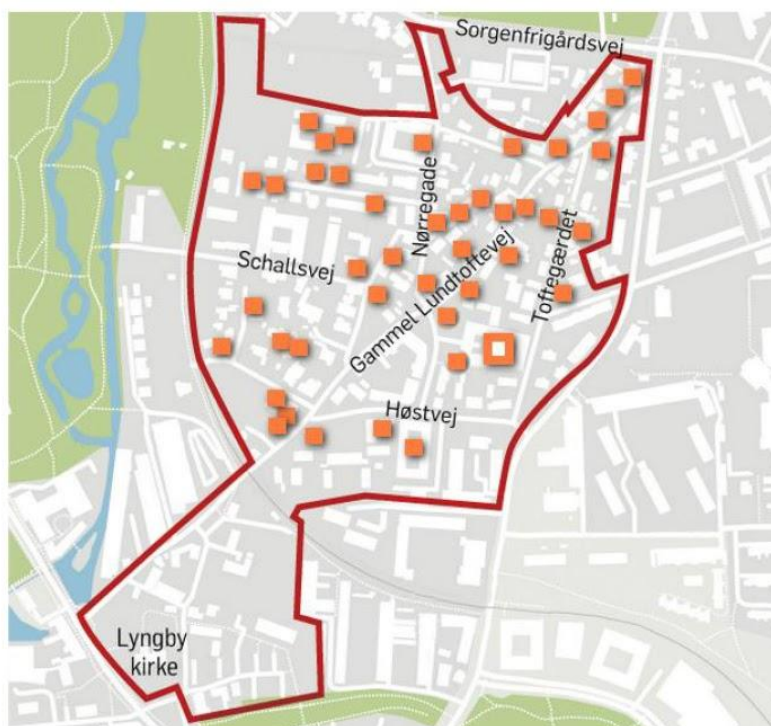 Sorgenfrigårdsvej
Nørregade
Schallsvej
Gammel Lundtoftevej
Toftegærdet
Høstvej
Lyngby
kirke